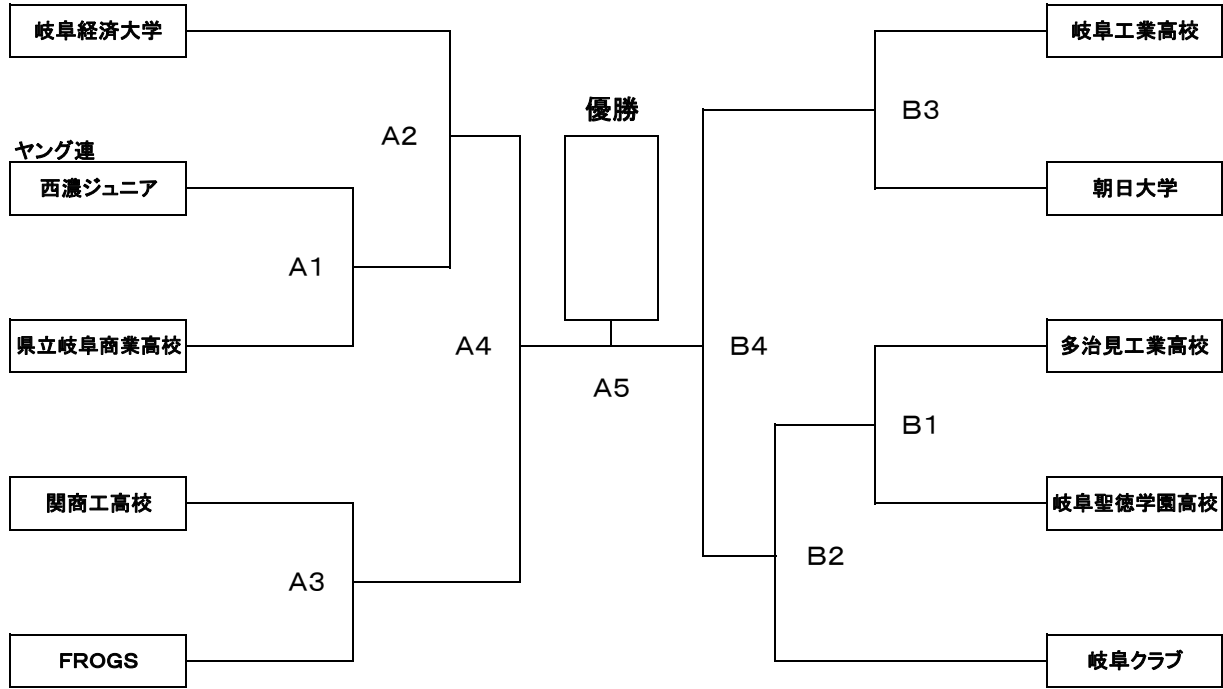 岐阜経済大学
岐阜工業高校
優勝
A2
B3
ヤング連
西濃ジュニア
朝日大学
A1
県立岐阜商業高校
A4
B4
多治見工業高校
A5
B1
関商工高校
岐阜聖徳学園高校
B2
A3
FROGS
岐阜クラブ